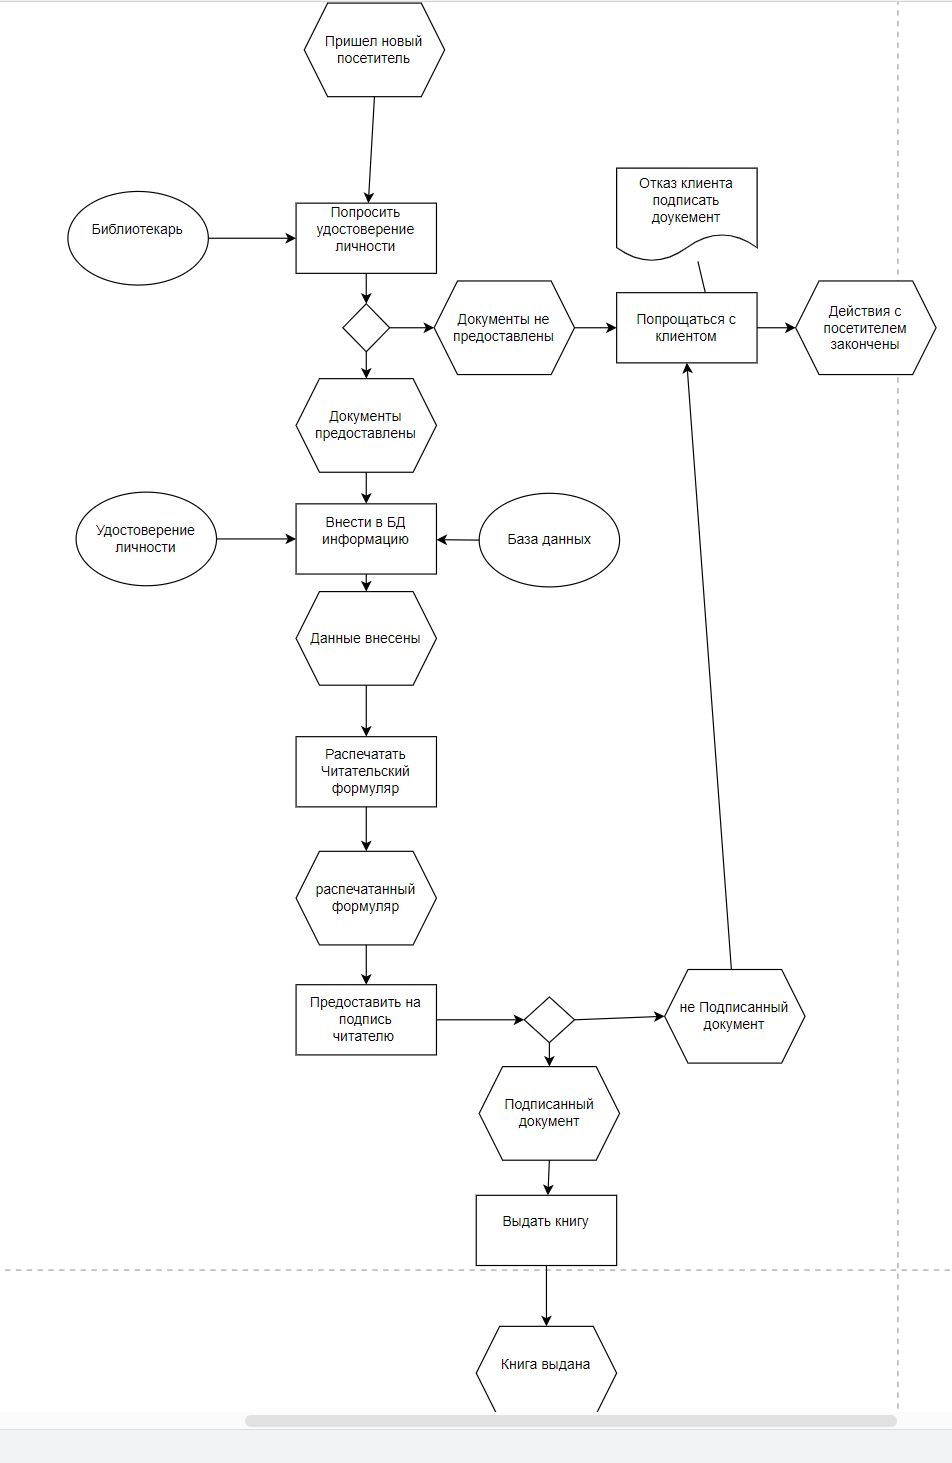 Пришел новый
посетитель
Отказ клиента
подписать
доукемент
Библиотекарь
Попросить
удостоверение
личности
Документы не
предоставлены
Попрощаться с
клиентом
Действия с
посетителем
закончены
Документы
предоставлены
Удостоверение
личности
Внести в БД
информацию
База данных
Данные внесены
Распечатать
Читательский
формуляр
распечатанный
формуляр
Предоставить на
подпись
читателю
не Подписанный
документ
Подписанный
документ
Выдать книгу
Книга выдана